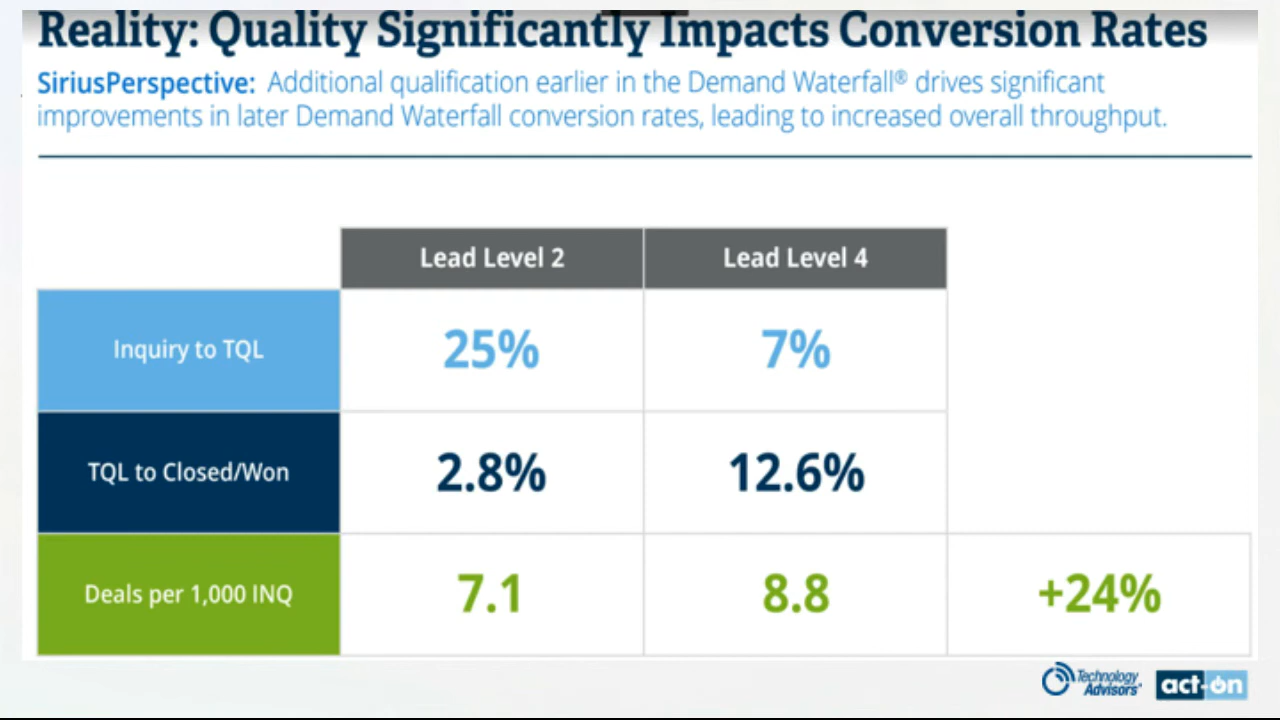 Reality: Quality Significantly Impacts Conversion Rates
SiriusPerspective: Additional qualification earlier in the Demand Waterfall® drives significant
improvements in later Demand Waterfall conversion rates, leading to increased overall throughput.
Lead Level 2 Lead Level 4
Inquiry to TQL 25% 7%
TQL to Closed/Won 2.8% 12.6%
Deals per 1,000 INQ 7.1 8.8 +24%
Technology
Advisors
act-on